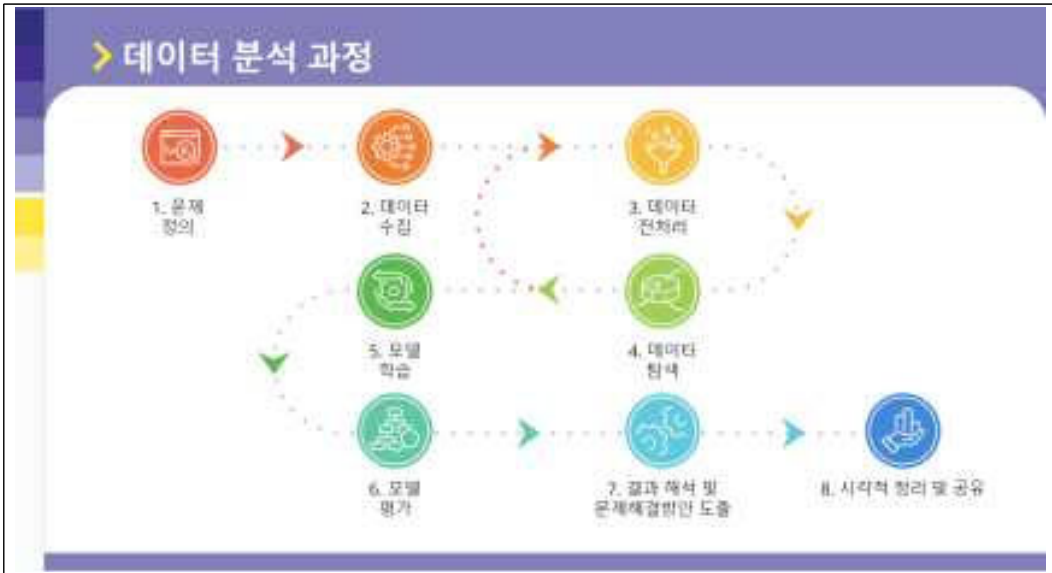 데이터 분석 과정
1. 문제
정의
2. 데이터
수집
3. 데이터
전처리
4. 데이터
탐색
5. 모델
학습
6. 모델
평가
7. 결과 해석 및
문제해결방안 도출
8. 시각적 정리 및 공유